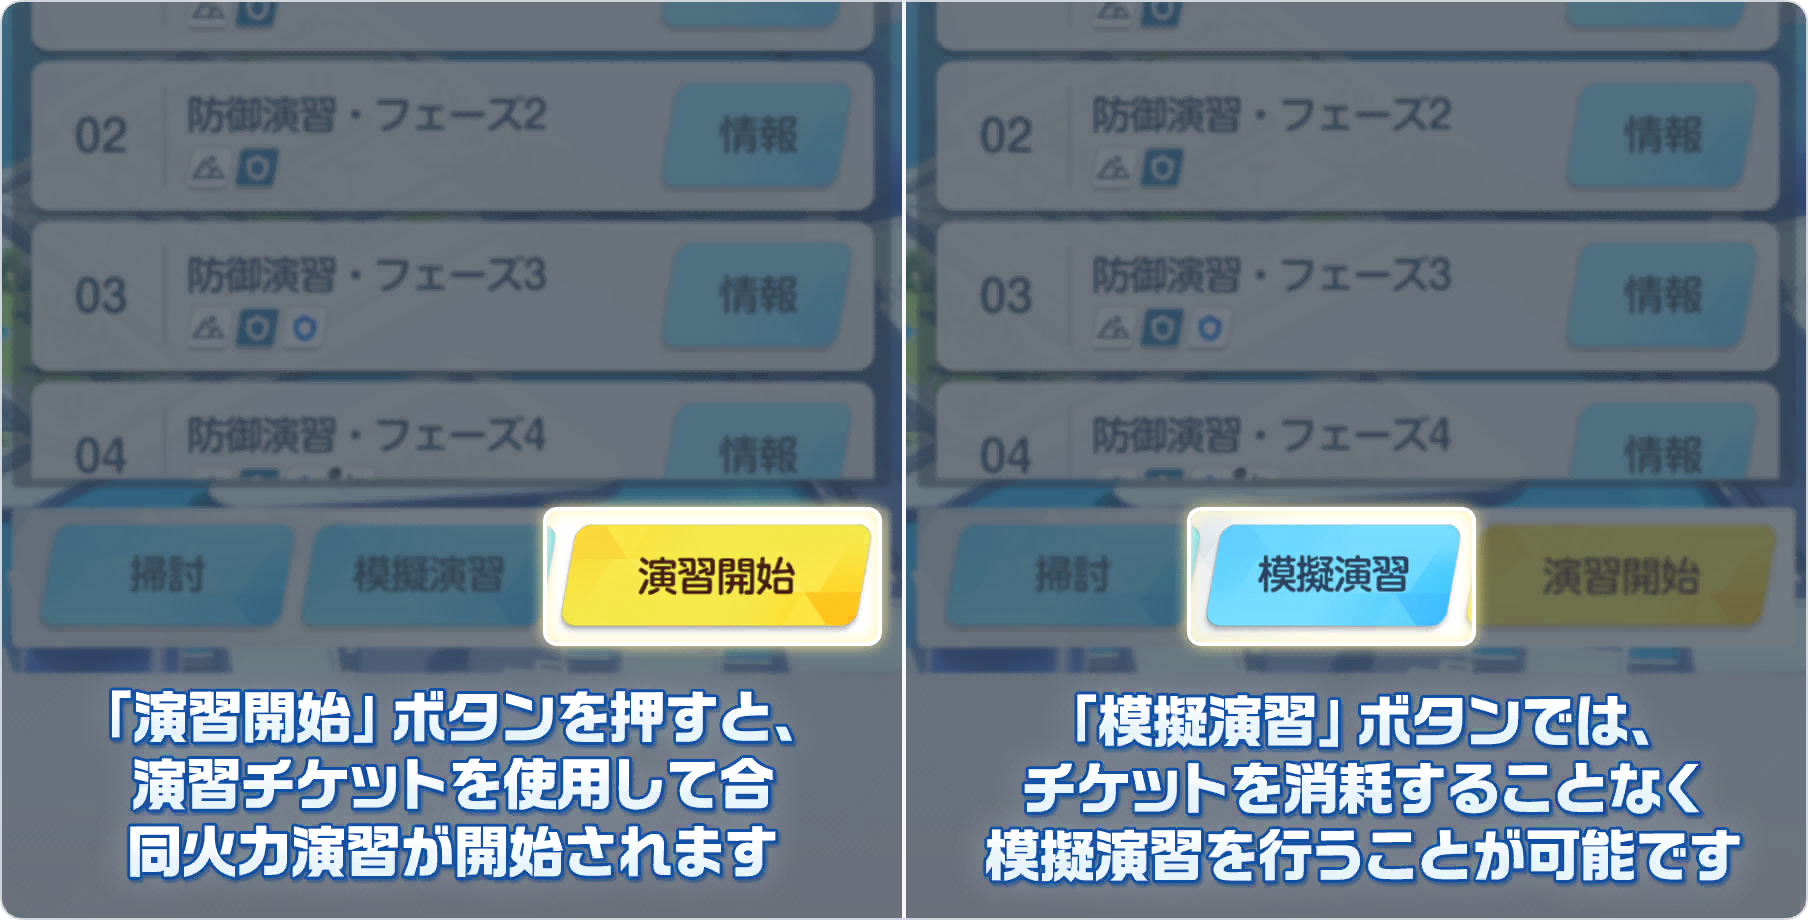 02
防御演習・フェーズ2
情報
03
防御演習・フェーズ3
情報
04
防御演習・フェーズ4
情報
掃討
模擬演習
演習開始
「演習開始」ボタンを押すと、
演習チケットを使用して合
同火力演習が開始されます
02
防御演習・フェーズ2
情報
03
防御演習・フェーズ3
情報
04
防御演習・フェーズ4
情報
掃討
模擬演習
演習開始
「模擬演習」ボタンでは、
チケットを消耗することなく
模擬演習を行うことが可能です